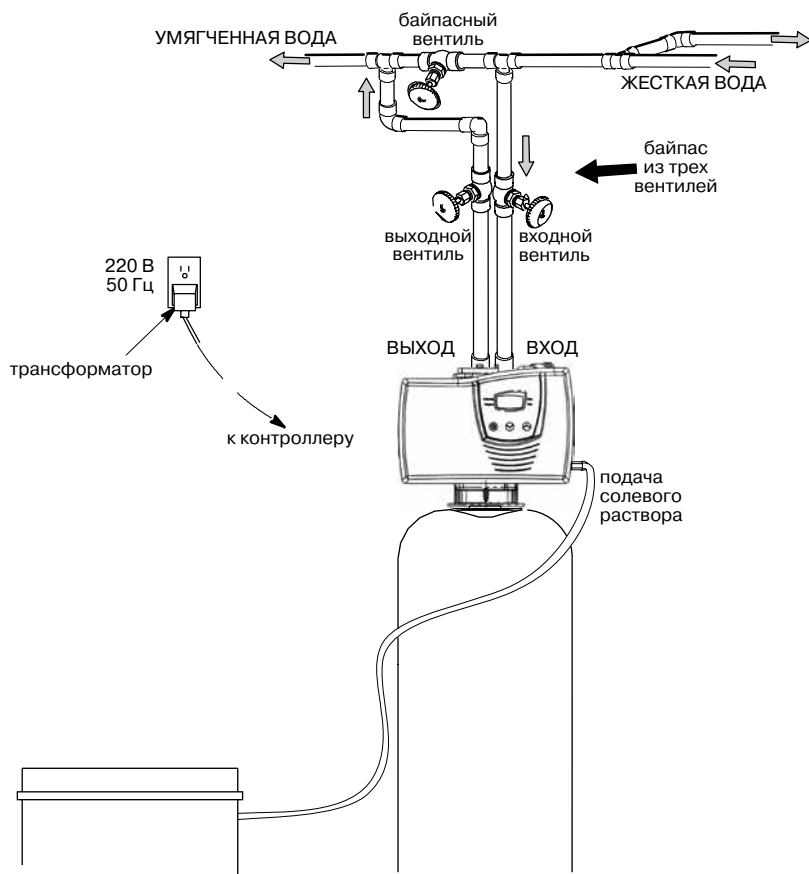 байпасный
вентиль
УМЯГЧЕННАЯ ВОДА
ЖЕСТКАЯ ВОДА
байпас
из трех
вентилей
выходной
вентиль
входной
вентиль
220 В
50 Гц
трансформатор
ВЫХОД
ВХОД
к контроллеру
подача
солевого
раствора